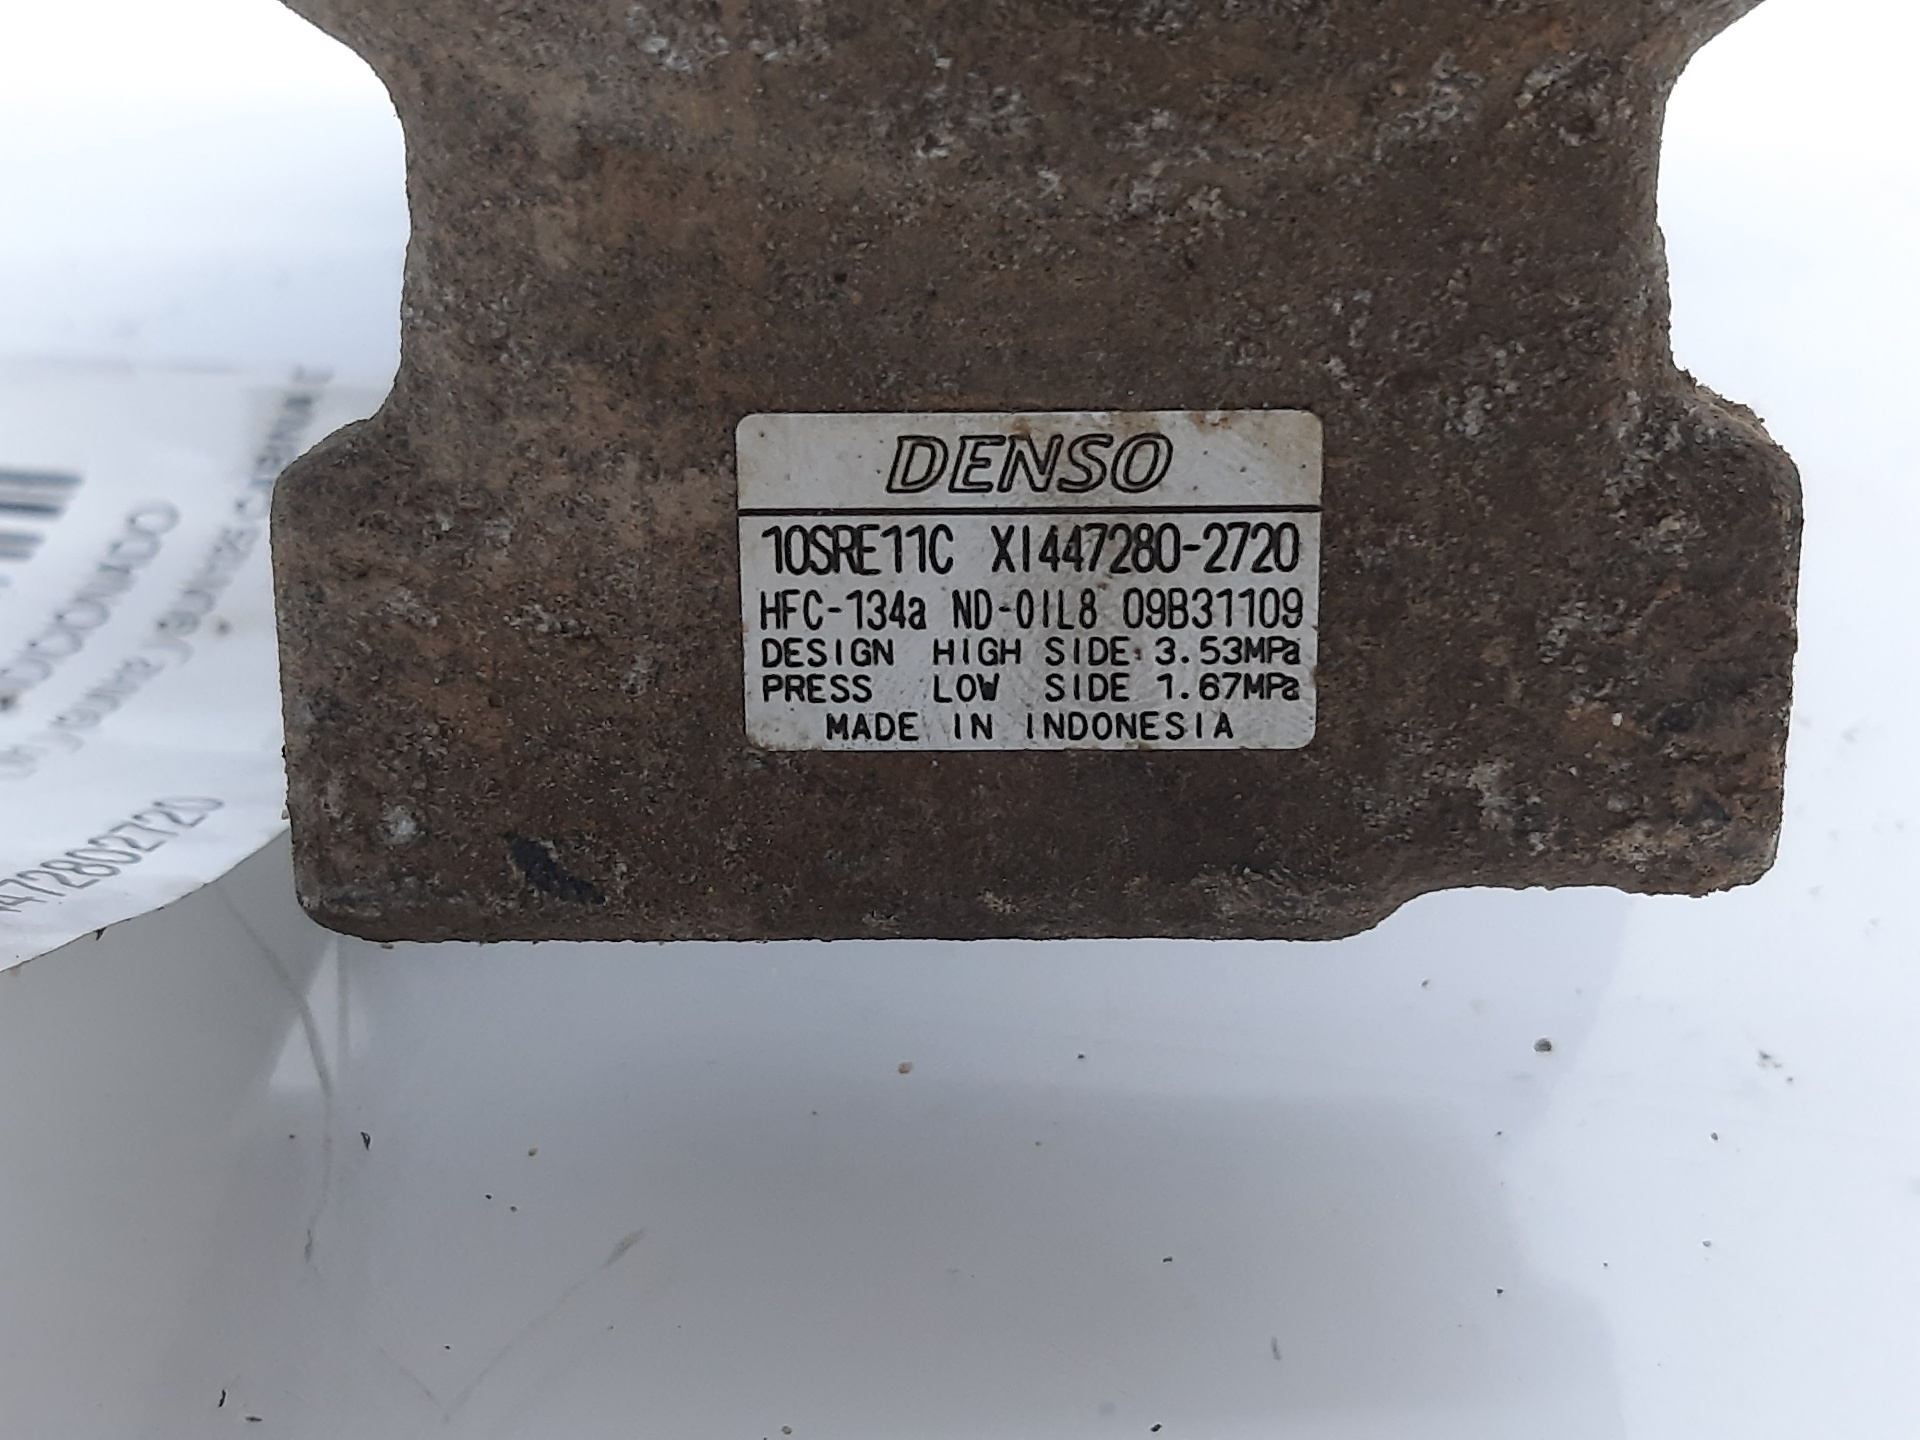 DENSO
10SRE11C XI447280-2720
HFC-134a ND-OIL8 09B31109
DESIGN HIGH SIDE 3.53MPa
PRESS LOW SIDE 1.67MPa
MADE IN INDONESIA
4472802720